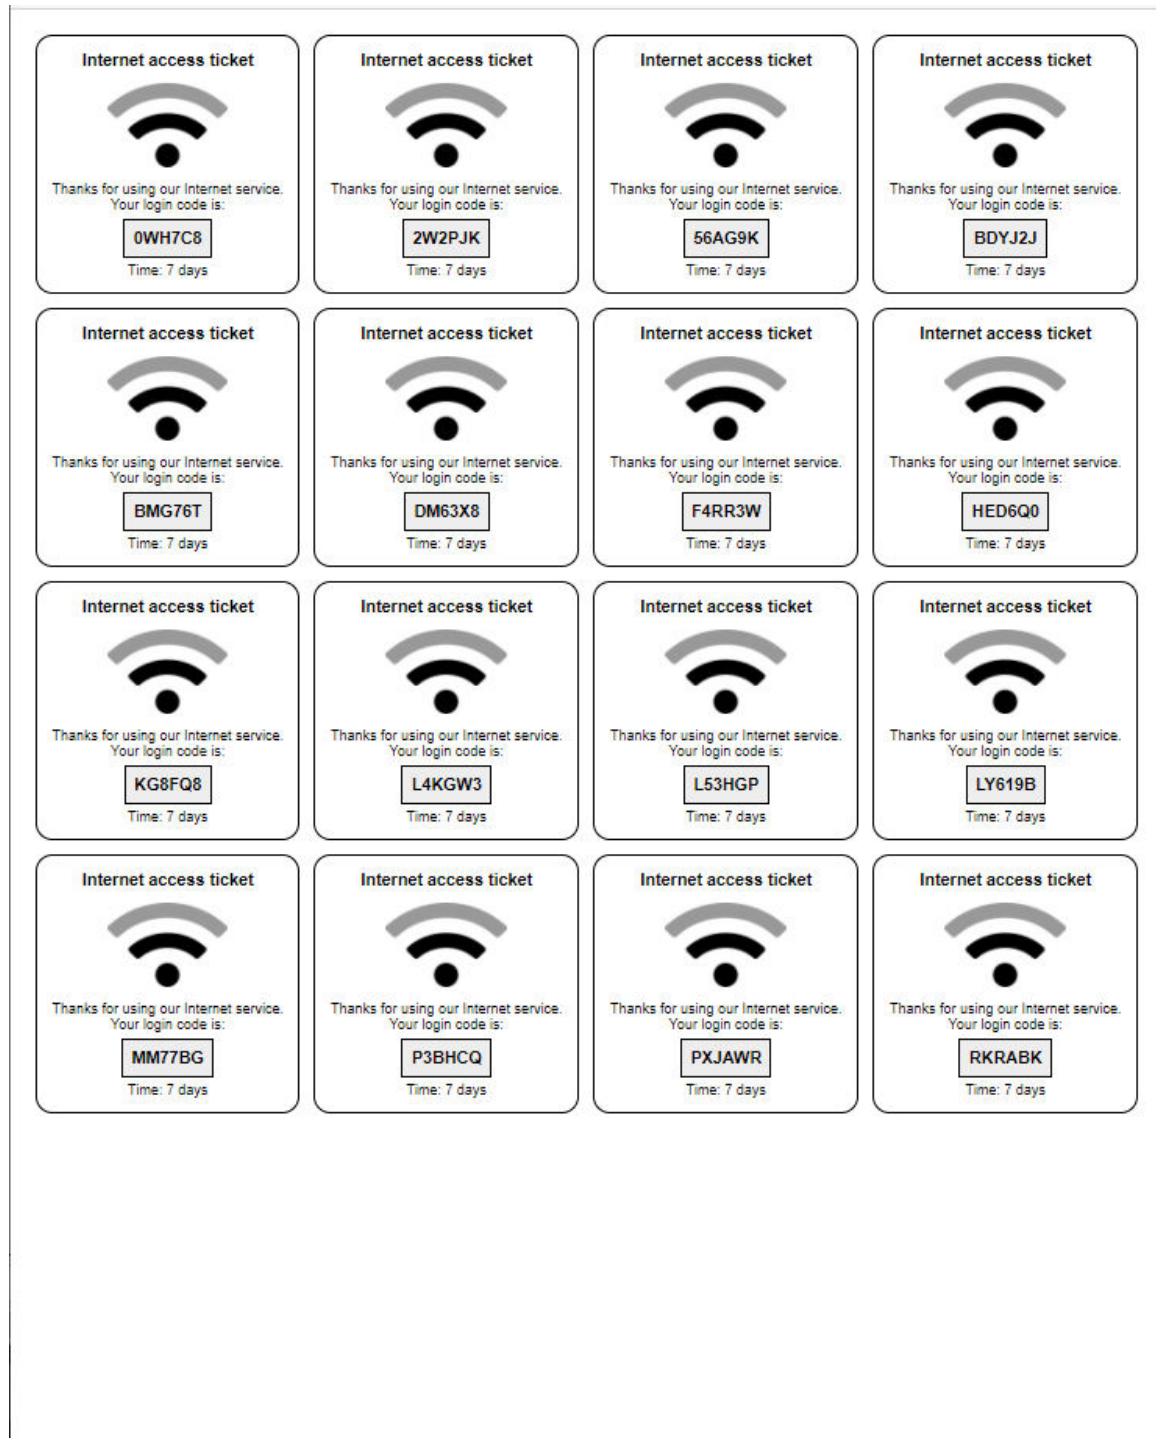 Internet access ticket
Thanks for using our Internet service.
Your login code is:
0WH7C8
Time: 7 days
Internet access ticket
Thanks for using our Internet service.
Your login code is:
2W2PJK
Time: 7 days
Internet access ticket
Thanks for using our Internet service.
Your login code is:
56AG9K
Time: 7 days
Internet access ticket
Thanks for using our Internet service.
Your login code is:
BDYJ2J
Time: 7 days
Internet access ticket
Thanks for using our Internet service.
Your login code is:
BMG76T
Time: 7 days
Internet access ticket
Thanks for using our Internet service.
Your login code is:
DM63X8
Time: 7 days
Internet access ticket
Thanks for using our Internet service.
Your login code is:
F4RR3W
Time: 7 days
Internet access ticket
Thanks for using our Internet service.
Your login code is:
HED6Q0
Time: 7 days
Internet access ticket
Thanks for using our Internet service.
Your login code is:
KG8FQ8
Time: 7 days
Internet access ticket
Thanks for using our Internet service.
Your login code is:
L4KGW3
Time: 7 days
Internet access ticket
Thanks for using our Internet service.
Your login code is:
L53HGP
Time: 7 days
Internet access ticket
Thanks for using our Internet service.
Your login code is:
LY619B
Time: 7 days
Internet access ticket
Thanks for using our Internet service.
Your login code is:
MM77BG
Time: 7 days
Internet access ticket
Thanks for using our Internet service.
Your login code is:
P3BHCQ
Time: 7 days
Internet access ticket
Thanks for using our Internet service.
Your login code is:
PXJAWR
Time: 7 days
Internet access ticket
Thanks for using our Internet service.
Your login code is:
RKRABK
Time: 7 days